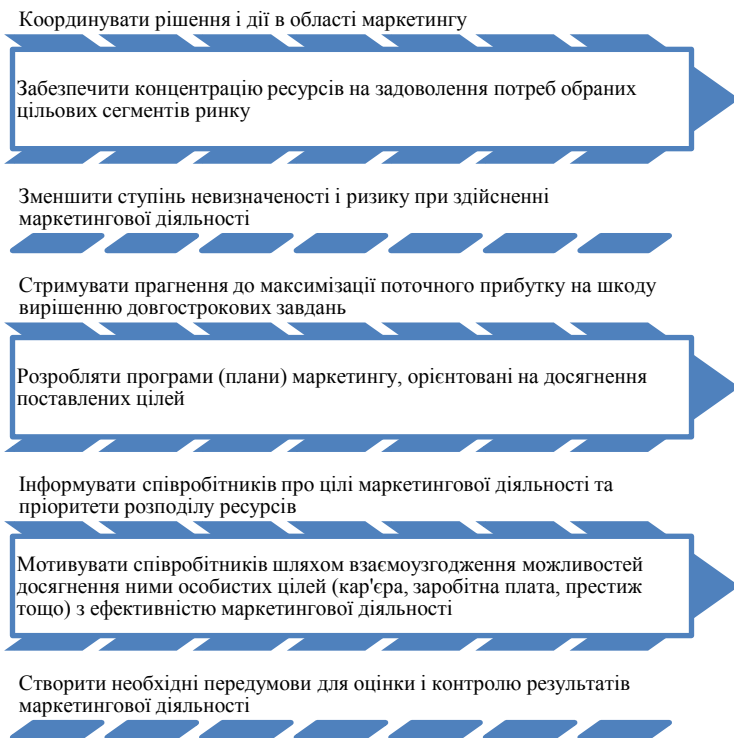 Координувати рішення і дії в області маркетингу
Забезпечити концентрацію ресурсів на задоволення потреб обраних
цільових сегментів ринку
Зменшити ступінь невизначеності і ризику при здійсненні
маркетингової діяльності
Стримувати прагнення до максимізації поточного прибутку на шкоду
вирішенню довгострокових завдань
Розробляти програми (плани) маркетингу, орієнтовані на досягнення
поставлених цілей
Інформувати співробітників про цілі маркетингової діяльності та
пріоритети розподілу ресурсів
Мотивувати співробітників шляхом взаємоузгодження можливостей
досягнення ними особистих цілей (кар'єра, заробітна плата, престиж
тощо) з ефективністю маркетингової діяльності
Створити необхідні передумови для оцінки і контролю результатів
маркетингової діяльності